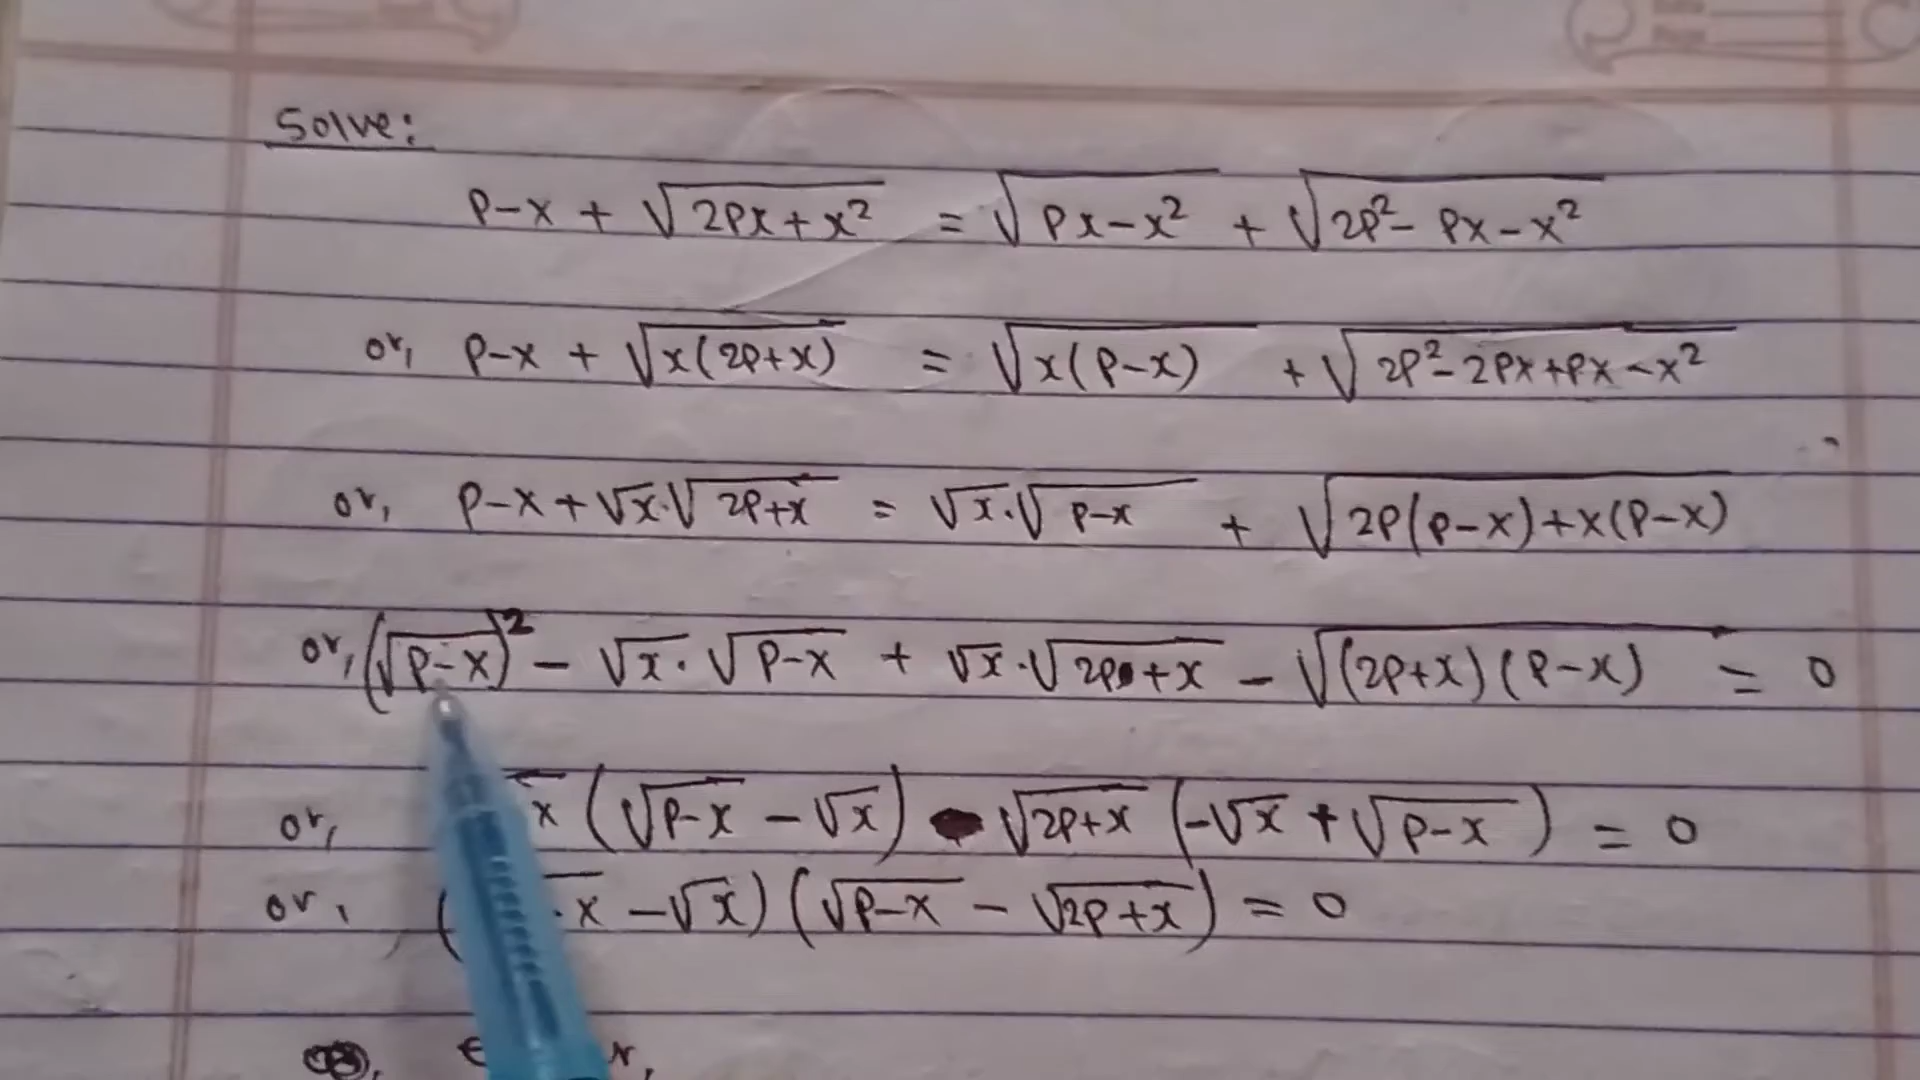 Solve:
P-x + √(2Px+x²) = √(Px-x²) + √(2P²-Px-x²)
or, P-x + √(x(2P+x)) = √(x(P-x)) + √(2P²-2Px+Px-x²)
or, P-x+√x·√(2P+x) = √x·√(P-x) + √(2P(P-x)+x(P-x))
or, (√(P-x))² - √x·√(P-x) + √x·√(2P+x) - √((2P+x)(P-x)) = 0
or, x (√(P-x) - √x) √(2P+x) (-√x + √(P-x)) = 0
or, ( -x - √x) (√(P-x) - √(2P+x)) = 0